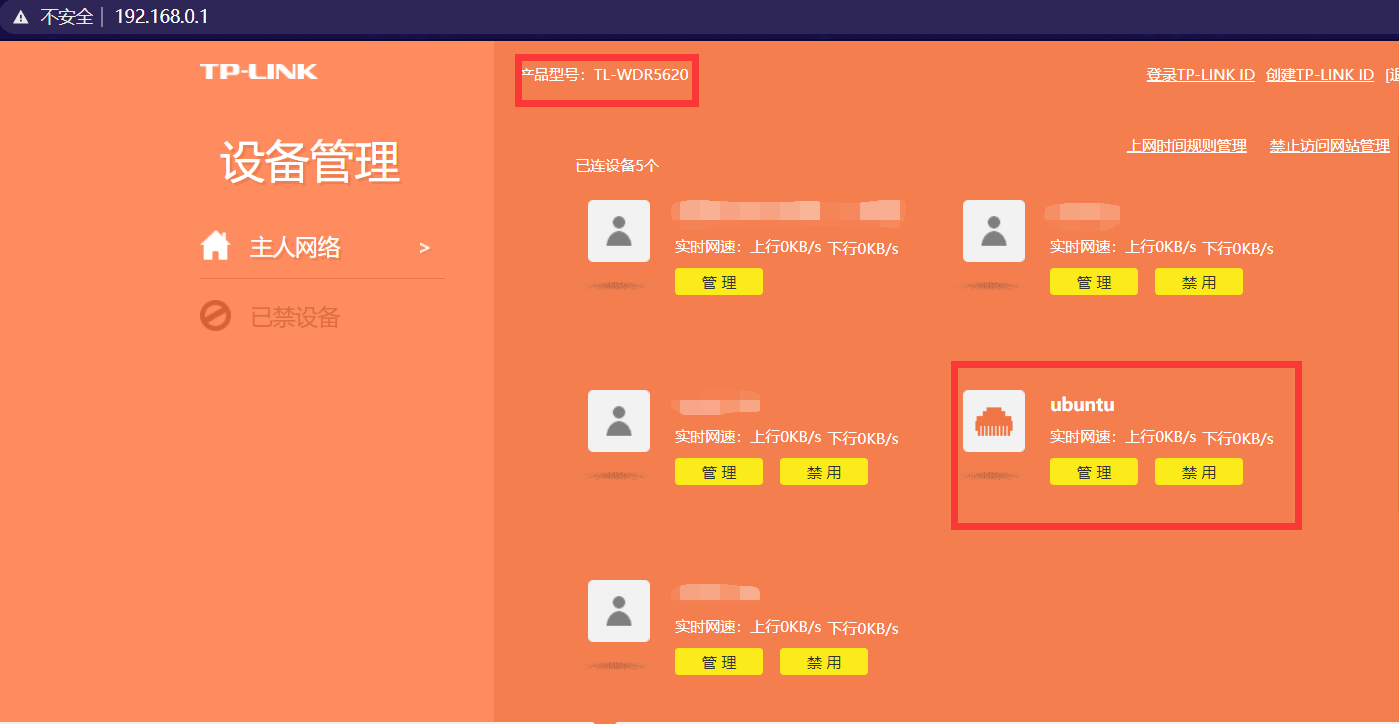 不安全 192.168.0.1
TP-LINK
产品型号：TL-WDR5620
登录TP-LINK ID 创建TP-LINK ID [退
设备管理
上网时间规则管理 禁止访问网站管理
已连设备5个
主人网络 >
已禁设备
实时网速：上行0KB/s 下行0KB/s
管 理
实时网速：上行0KB/s 下行0KB/s
管 理 禁 用
实时网速：上行0KB/s 下行0KB/s
管 理 禁 用
ubuntu
实时网速：上行0KB/s 下行0KB/s
管 理 禁 用
实时网速：上行0KB/s 下行0KB/s
管 理 禁 用